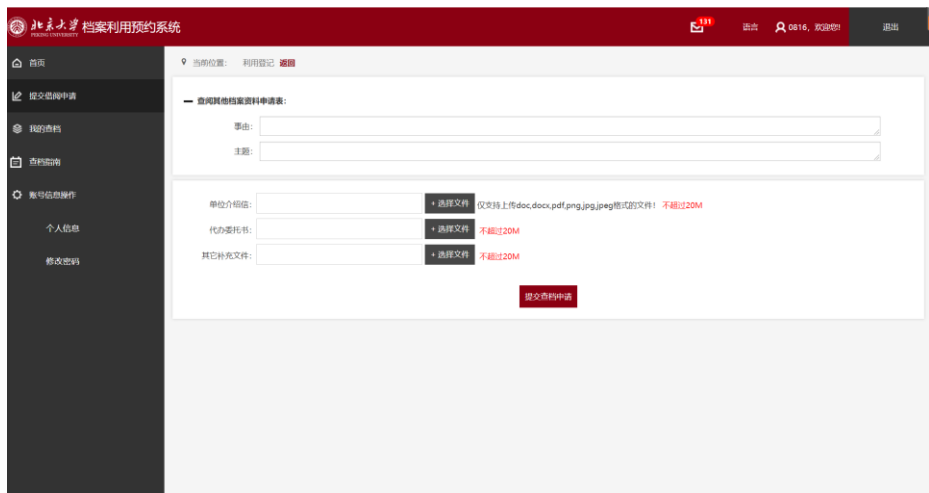 北京大学 档案利用预约系统
PEKING UNIVERSITY
131
语言
0816，欢迎您!
退出
首页
提交借阅申请
我的查档
查档指南
账号信息操作
个人信息
修改密码
当前位置： 利用登记 返回
查阅其他档案资料申请表：
事由：
主题：
单位介绍信： + 选择文件 仅支持上传doc,docx,pdf,png,jpg,jpeg格式的文件！ 不超过20M
代办委托书： + 选择文件 不超过20M
其它补充文件： + 选择文件 不超过20M
提交查档申请